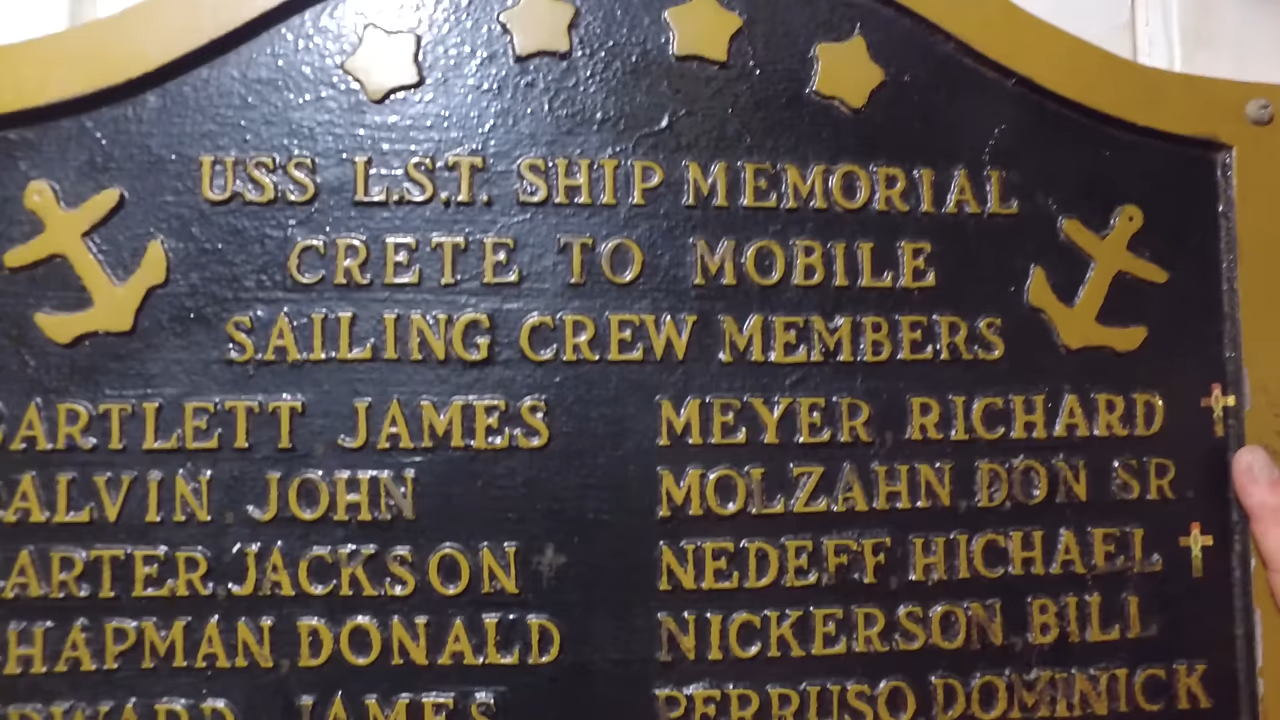 USS L.S.T. SHIP MEMORIAL
CRETE TO MOBILE
SAILING CREW MEMBERS
ARTLETT JAMES
ALVIN JOHN
ARTER JACKSON
HAPMAN DONALD
JAMES
MEYER RICHARD
MOLZAHN DON SR
NEDEFF HICHAEL
NICKERSON BILL
PERRUSO DOMINICK